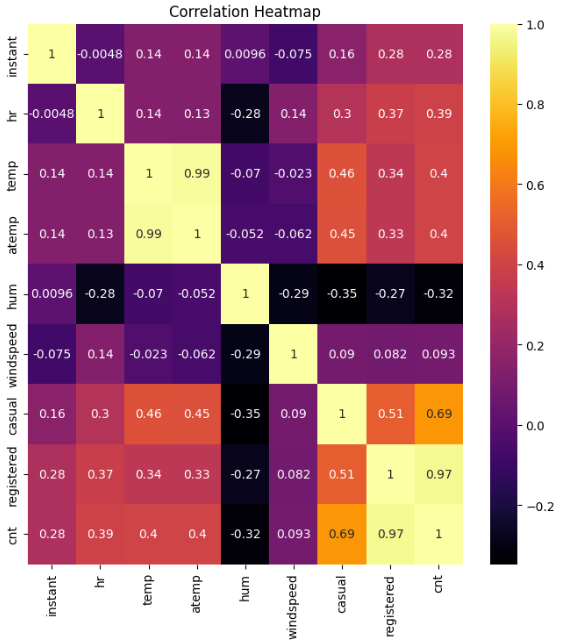 Correlation Heatmap
instant 1 -0.0048 0.14 0.14 0.0096 -0.075 0.16 0.28 0.28
hr -0.0048 1 0.14 0.13 -0.28 0.14 0.3 0.37 0.39
temp 0.14 0.14 1 0.99 -0.07 -0.023 0.46 0.34 0.4
atemp 0.14 0.13 0.99 1 -0.052 -0.062 0.45 0.33 0.4
hum 0.0096 -0.28 -0.07 -0.052 1 -0.29 -0.35 -0.27 -0.32
windspeed -0.075 0.14 -0.023 -0.062 -0.29 1 0.09 0.082 0.093
casual 0.16 0.3 0.46 0.45 -0.35 0.09 1 0.51 0.69
registered 0.28 0.37 0.34 0.33 -0.27 0.082 0.51 1 0.97
cnt 0.28 0.39 0.4 0.4 -0.32 0.093 0.69 0.97 1
instant hr temp atemp hum windspeed casual registered cnt
1.0
0.8
0.6
0.4
0.2
0.0
−0.2